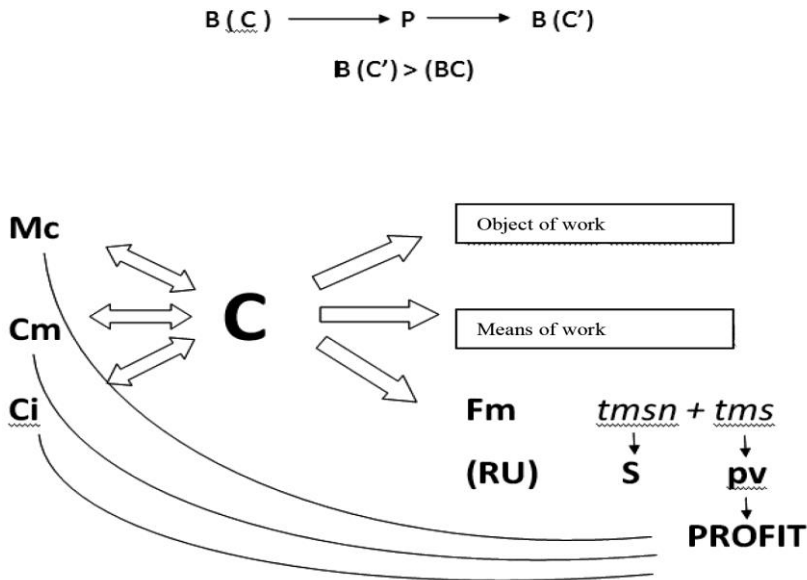 B ( C ) P B (C’)
B (C’) > (BC)
Mc
Object of work
C
Cm
Means of work
Ci
Fm tmsn + tms
(RU) S pv
PROFIT